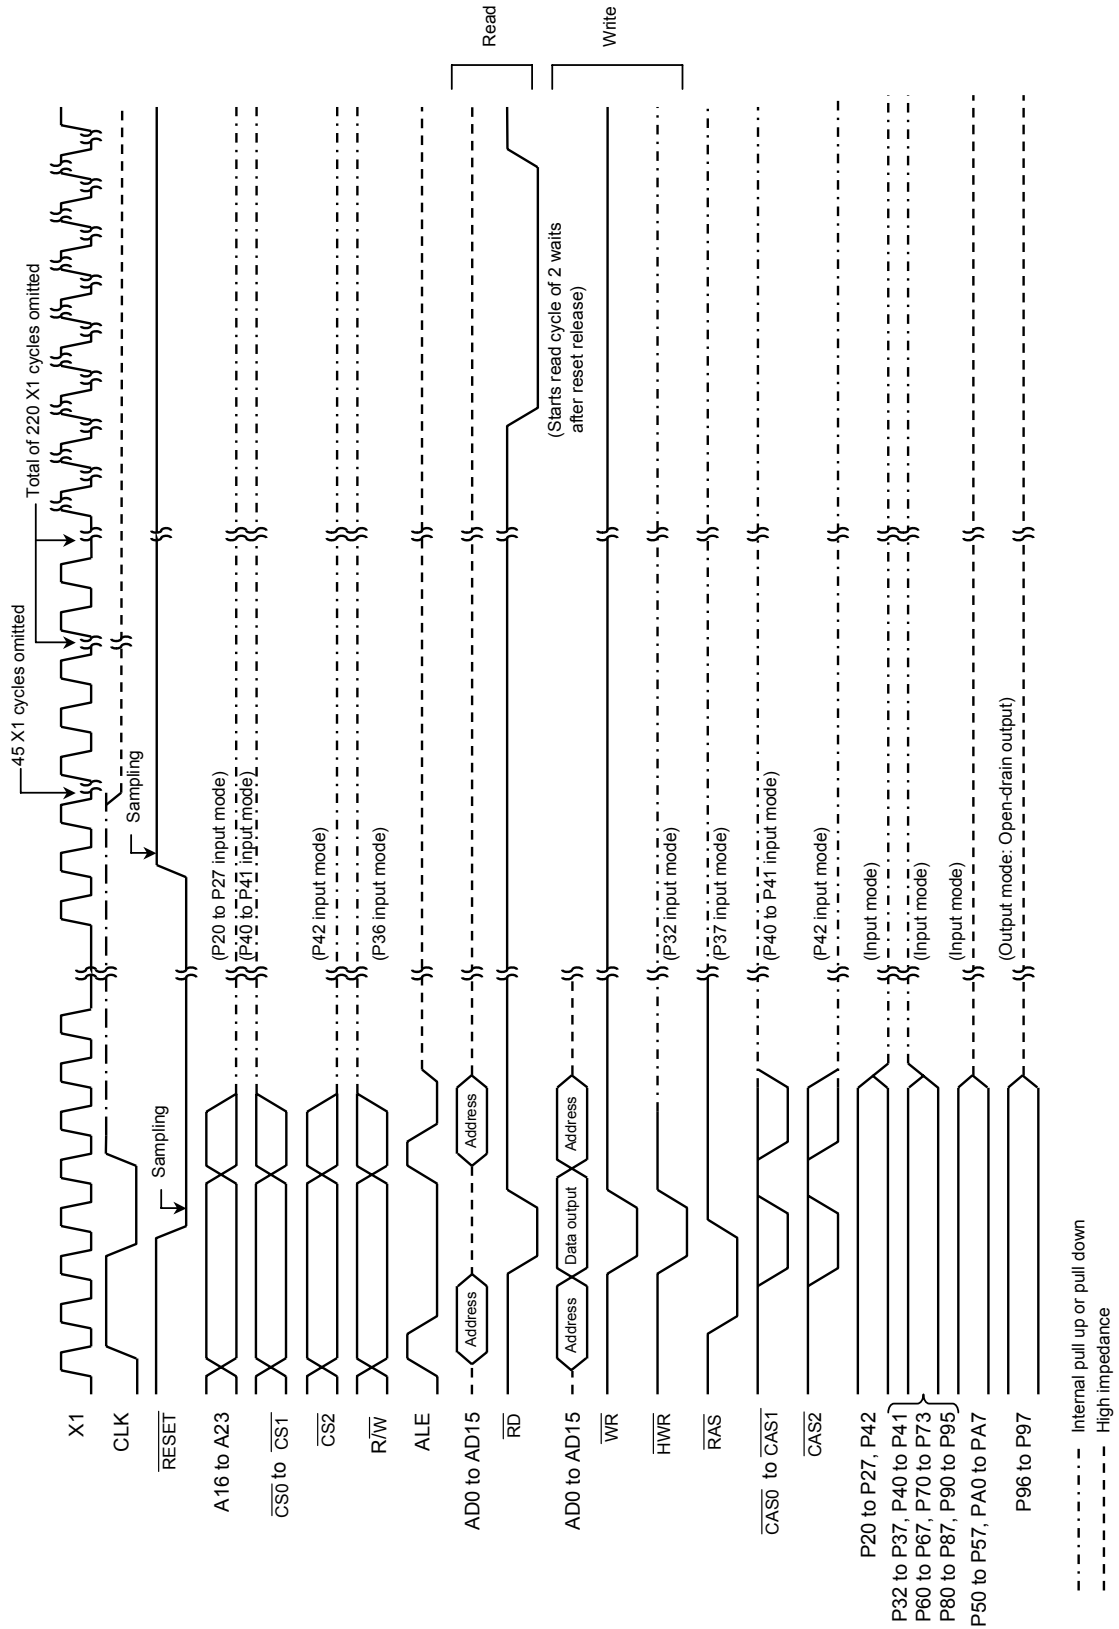 45 X1 cycles omitted
Total of 220 X1 cycles omitted
X1
CLK
Sampling
Sampling
RESET
A16 to A23
(P20 to P27 input mode)
CS0 to CS1
(P40 to P41 input mode)
CS2
(P42 input mode)
R/W
(P36 input mode)
ALE
AD0 to AD15
Address
Address
Read
RD
(Starts read cycle of 2 waits
after reset release)
AD0 to AD15
Address
Data output
Address
WR
Write
HWR
(P32 input mode)
RAS
(P37 input mode)
CAS0 to CAS1
(P40 to P41 input mode)
CAS2
(P42 input mode)
P20 to P27, P42
(Input mode)
P32 to P37, P40 to P41
P60 to P67, P70 to P73
P80 to P87, P90 to P95
(Input mode)
P50 to P57, PA0 to PA7
(Input mode)
P96 to P97
(Output mode: Open-drain output)
Internal pull up or pull down
High impedance